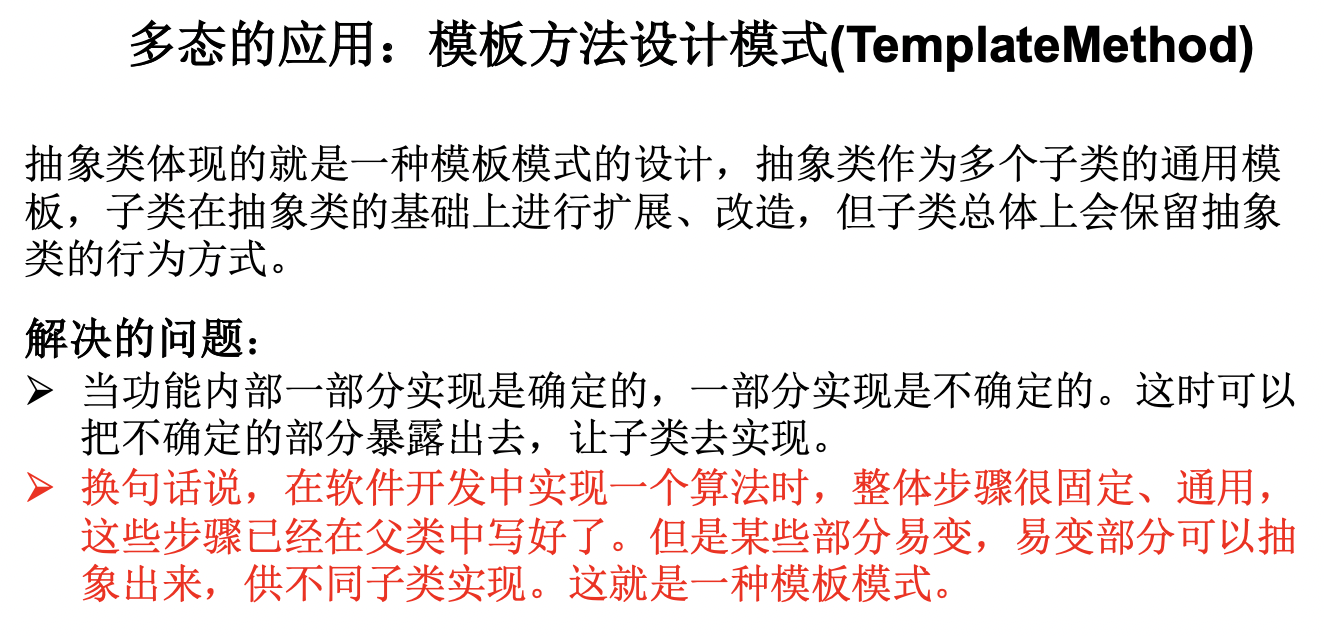 多态的应用：模板方法设计模式(TemplateMethod)
抽象类体现的就是一种模板模式的设计，抽象类作为多个子类的通用模
板，子类在抽象类的基础上进行扩展、改造，但子类总体上会保留抽象
类的行为方式。
解决的问题：
➢ 当功能内部一部分实现是确定的，一部分实现是不确定的。这时可以
把不确定的部分暴露出去，让子类去实现。
➢ 换句话说，在软件开发中实现一个算法时，整体步骤很固定、通用，
这些步骤已经在父类中写好了。但是某些部分易变，易变部分可以抽
象出来，供不同子类实现。这就是一种模板模式。